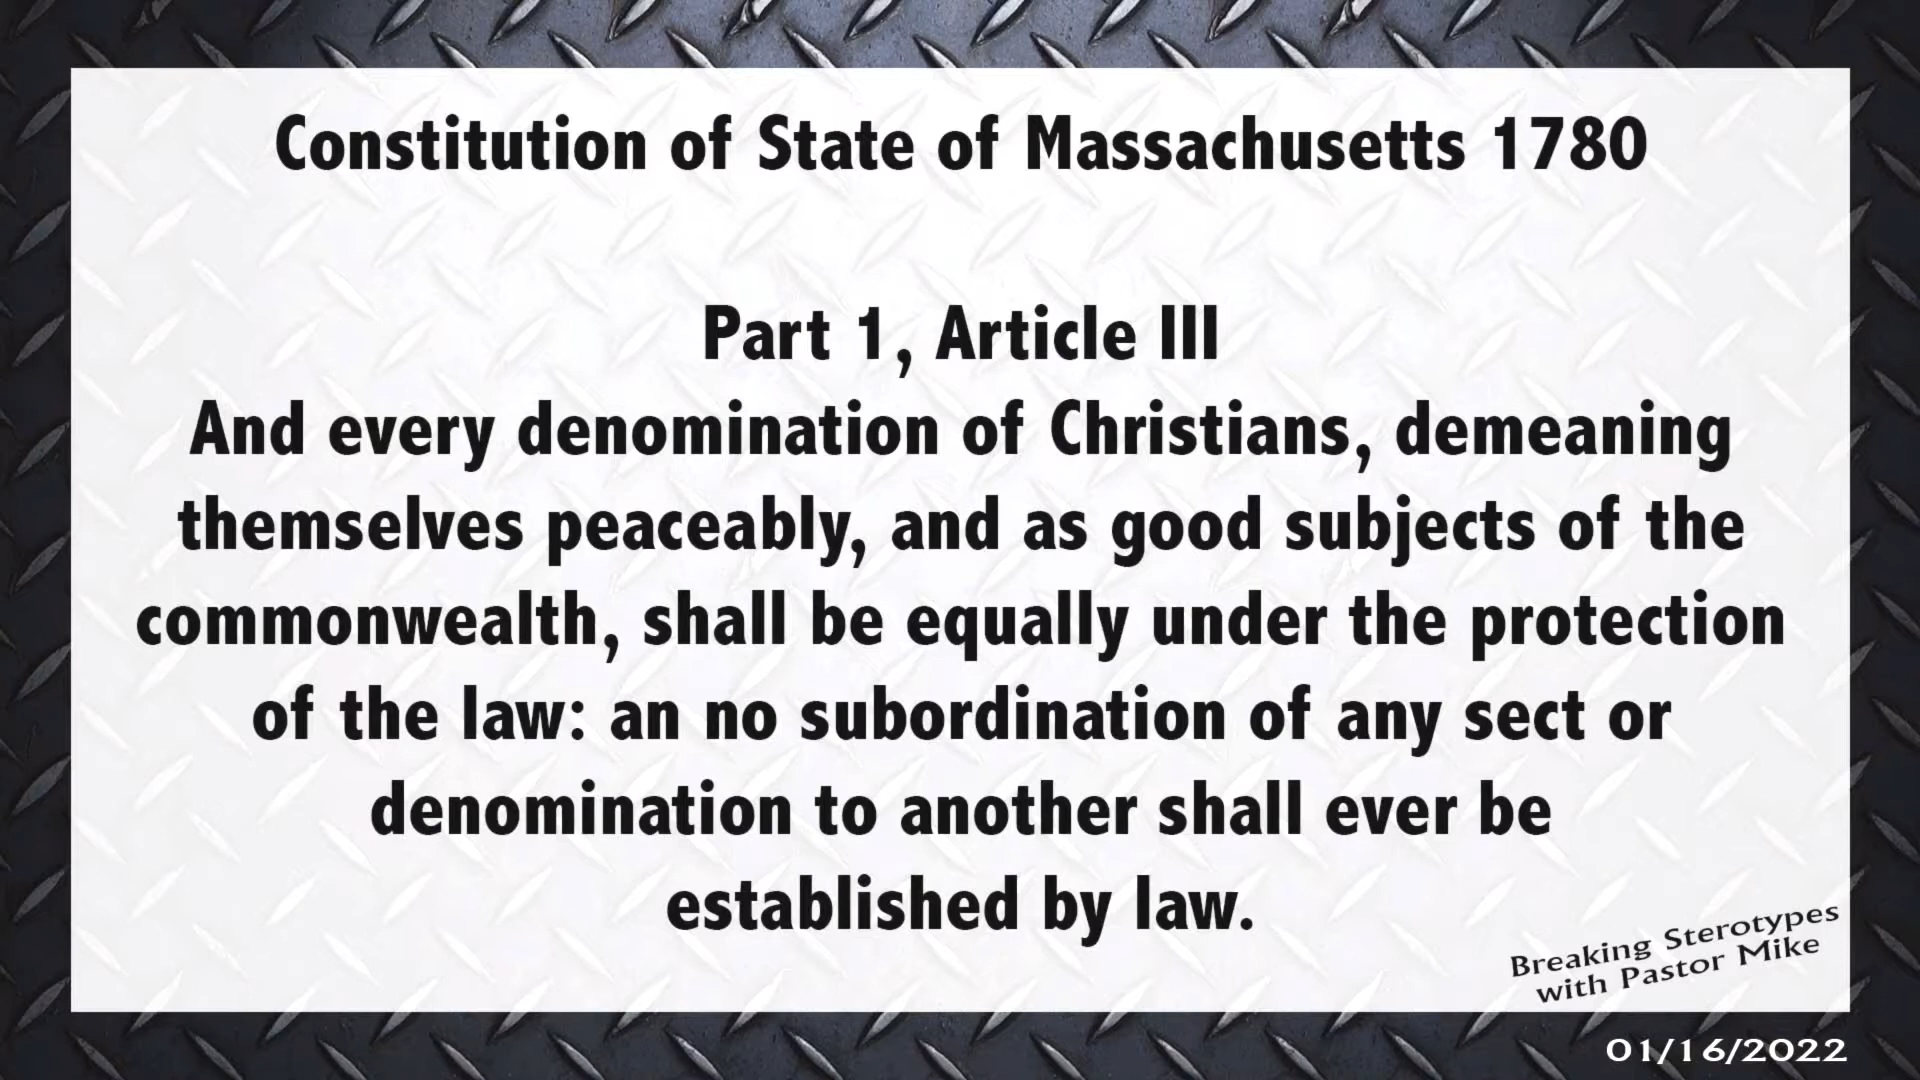 Constitution of State of Massachusetts 1780
Part 1, Article III
And every denomination of Christians, demeaning
themselves peaceably, and as good subjects of the
commonwealth, shall be equally under the protection
of the law: an no subordination of any sect or
denomination to another shall ever be
established by law.
Breaking Sterotypes
with Pastor Mike
01/16/2022